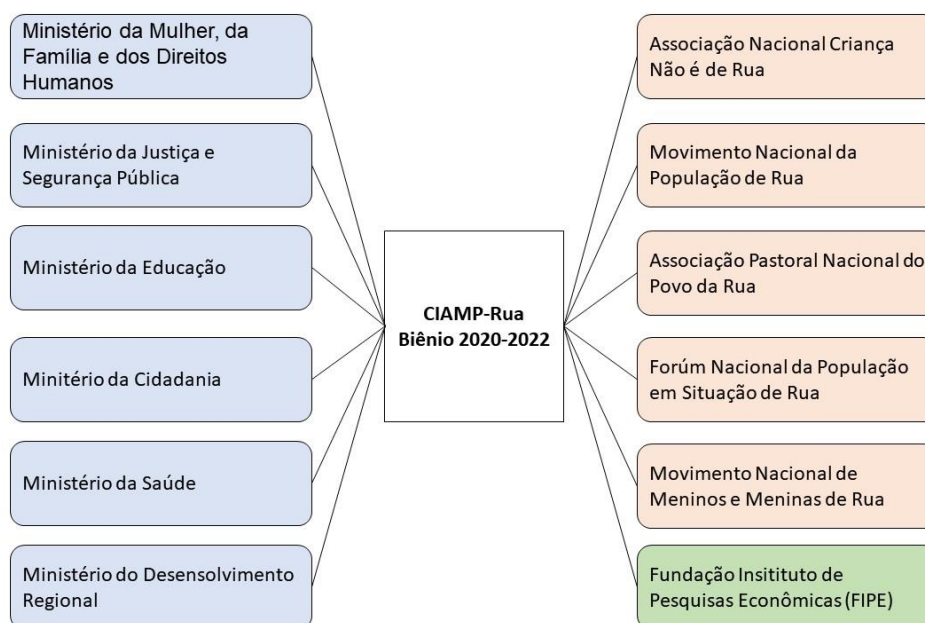 Ministério da Mulher, da
Família e dos Direitos
Humanos
Ministério da Justiça e
Segurança Pública
Ministério da Educação
Minitério da Cidadania
Ministério da Saúde
Ministério do Desensolvimento
Regional
CIAMP-Rua
Biênio 2020-2022
Associação Nacional Criança
Não é de Rua
Movimento Nacional da
População de Rua
Associação Pastoral Nacional do
Povo da Rua
Forúm Nacional da População
em Situação de Rua
Movimento Nacional de
Meninos e Meninas de Rua
Fundação Insitituto de
Pesquisas Econômicas (FIPE)